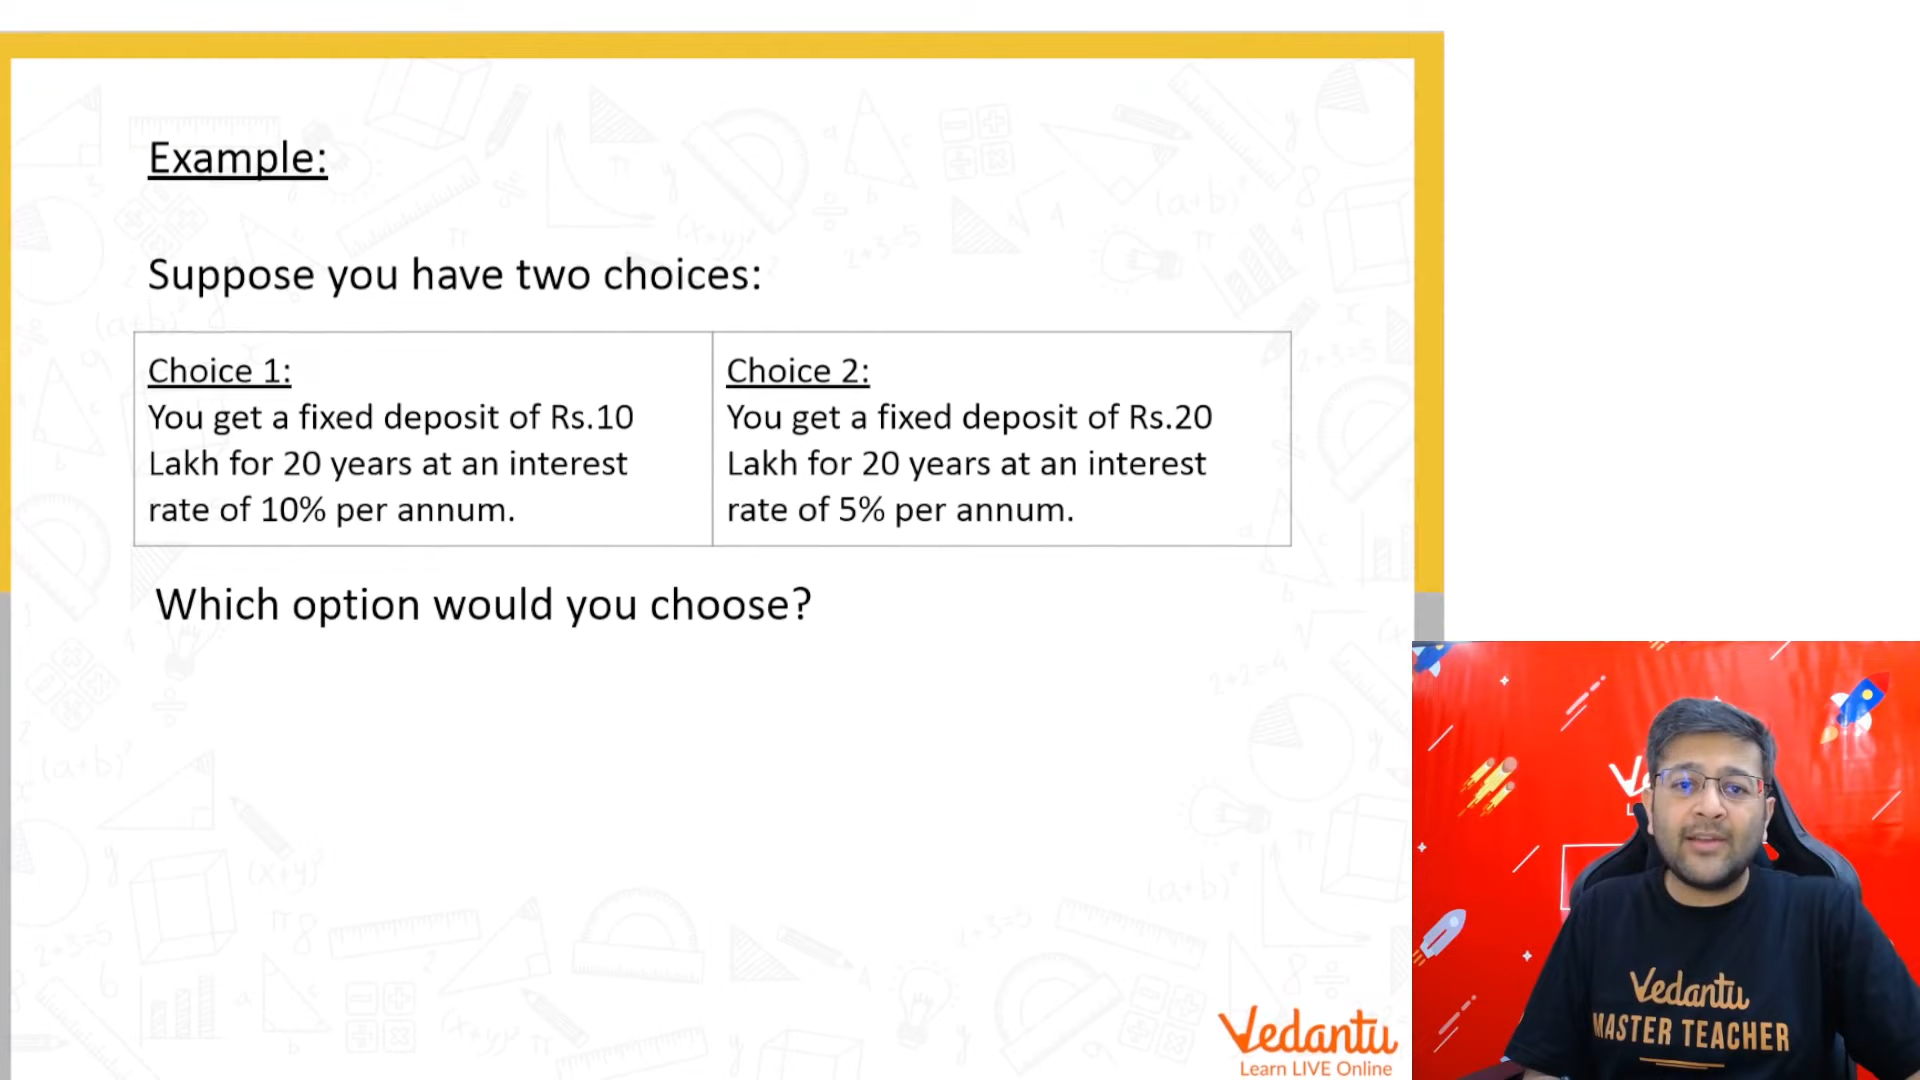 Example:
Suppose you have two choices:
Choice 1:
You get a fixed deposit of Rs.10
Lakh for 20 years at an interest
rate of 10% per annum.
Choice 2:
You get a fixed deposit of Rs.20
Lakh for 20 years at an interest
rate of 5% per annum.
Which option would you choose?
Vedantu
MASTER TEACHER
Vedantu
Learn LIVE Online